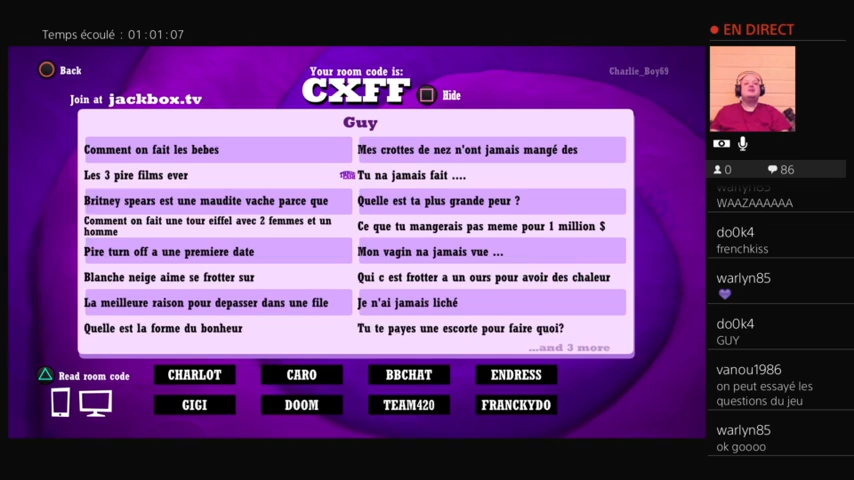 Temps écoulé : 01:01:07
EN DIRECT
Back
Your room code is:
Charlie_Boy69
Join at jackbox.tv
CXFF
Hide
Guy
Comment on fait les bebes
Mes crottes de nez n'ont jamais mangé des
Les 3 pire films ever
Tu na jamais fait ....
Britney spears est une maudite vache parce que
Quelle est ta plus grande peur ?
Comment on fait une tour eiffel avec 2 femmes et un
homme
Ce que tu mangerais pas meme pour 1 million $
Pire turn off a une premiere date
Mon vagin na jamais vue ...
Blanche neige aime se frotter sur
Qui c est frotter a un ours pour avoir des chaleur
La meilleure raison pour depasser dans une file
Je n'ai jamais liché
Quelle est la forme du bonheur
Tu te payes une escorte pour faire quoi?
...and 3 more
Read room code
CHARLOT
CARO
BBCHAT
ENDRESS
GIGI
DOOM
TEAM420
FRANCKYDO
0
86
warlyn85
WAAZAAAAAA
do0k4
frenchkiss
warlyn85
💜
do0k4
GUY
vanou1986
on peut essayé les
questions du jeu
warlyn85
ok goooo